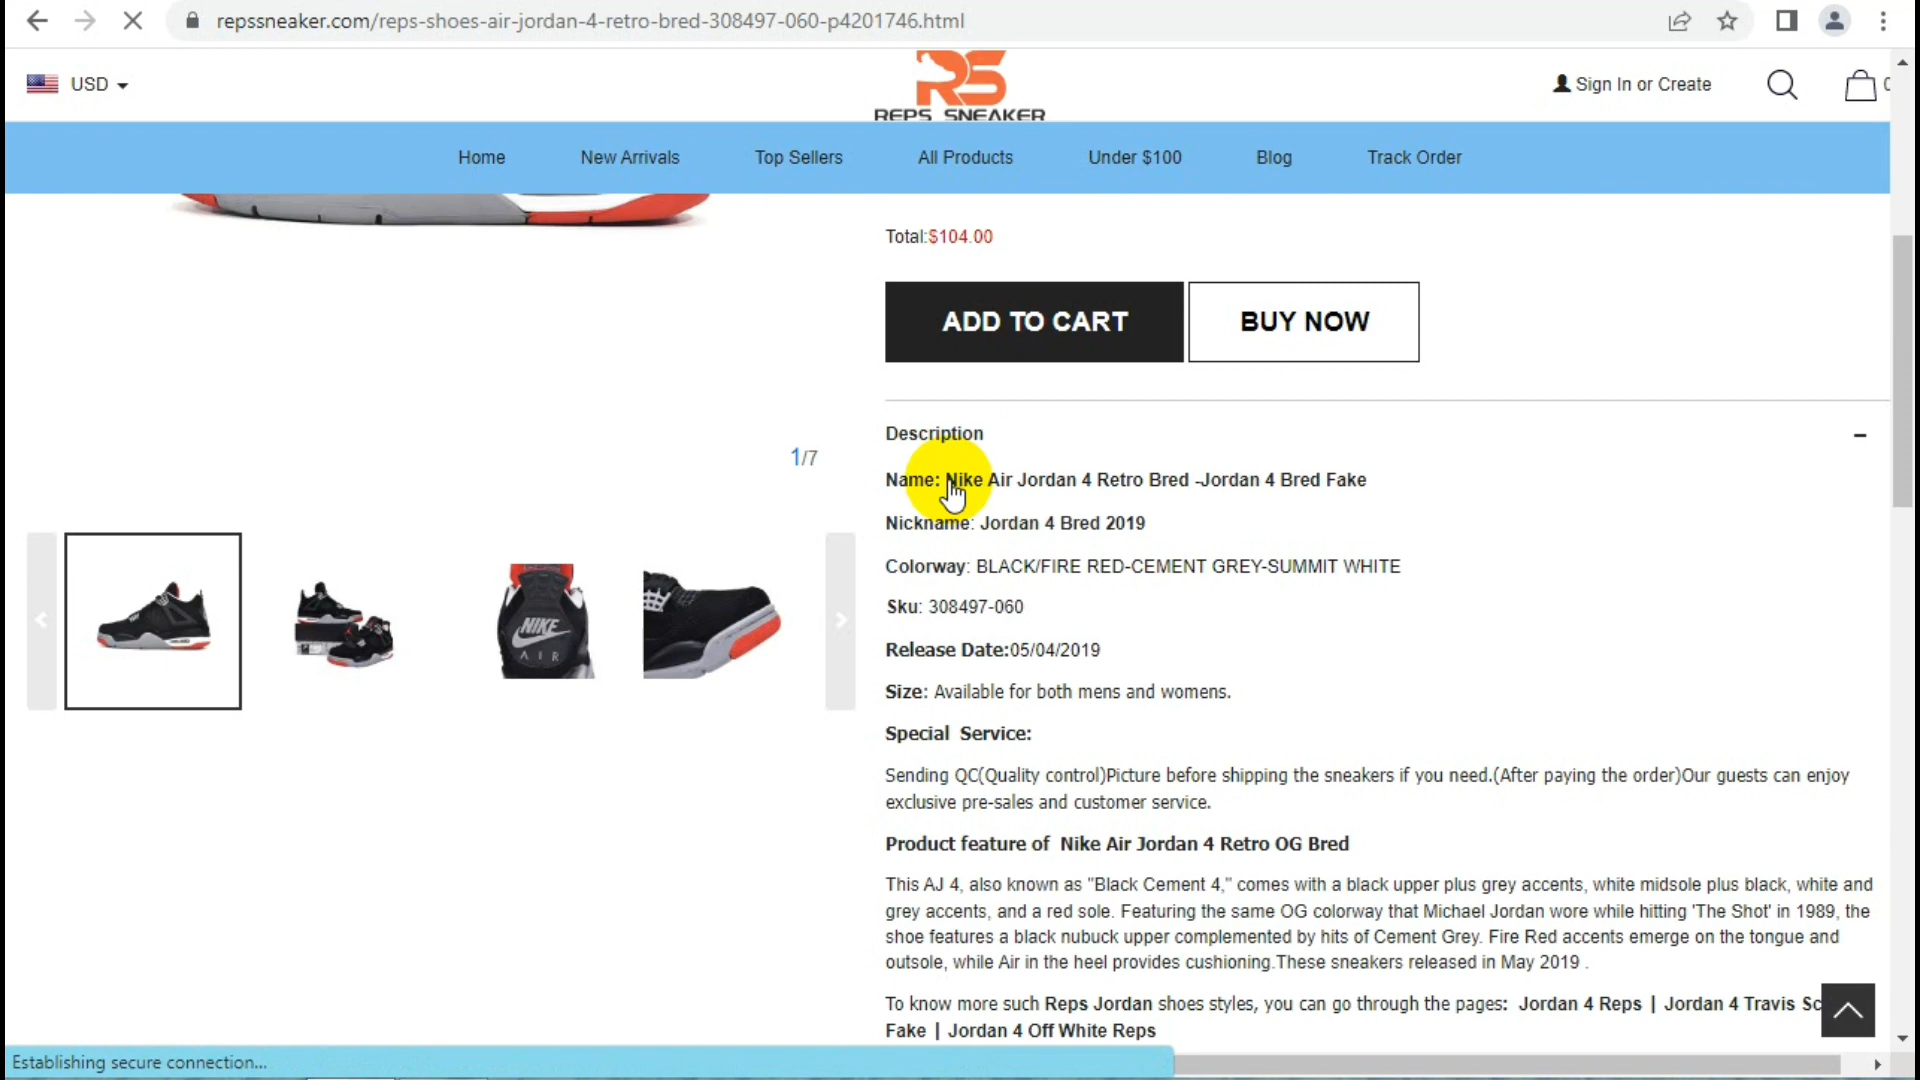 repssneaker.com/reps-shoes-air-jordan-4-retro-bred-308497-060-p4201746.html
USD
RS
REPS SNEAKER
Sign In or Create
Home New Arrivals Top Sellers All Products Under $100 Blog Track Order
Total:$104.00
ADD TO CART BUY NOW
Description
1/7
Name: Nike Air Jordan 4 Retro Bred -Jordan 4 Bred Fake
Nickname: Jordan 4 Bred 2019
Colorway: BLACK/FIRE RED-CEMENT GREY-SUMMIT WHITE
Sku: 308497-060
Release Date:05/04/2019
NIKE
AIR
Size: Available for both mens and womens.
Special Service:
Sending QC(Quality control)Picture before shipping the sneakers if you need.(After paying the order)Our guests can enjoy
exclusive pre-sales and customer service.
Product feature of Nike Air Jordan 4 Retro OG Bred
This AJ 4, also known as "Black Cement 4," comes with a black upper plus grey accents, white midsole plus black, white and
grey accents, and a red sole. Featuring the same OG colorway that Michael Jordan wore while hitting 'The Shot' in 1989, the
shoe features a black nubuck upper complemented by hits of Cement Grey. Fire Red accents emerge on the tongue and
outsole, while Air in the heel provides cushioning.These sneakers released in May 2019 .
To know more such Reps Jordan shoes styles, you can go through the pages: Jordan 4 Reps | Jordan 4 Travis Sc
Fake | Jordan 4 Off White Reps
Establishing secure connection...